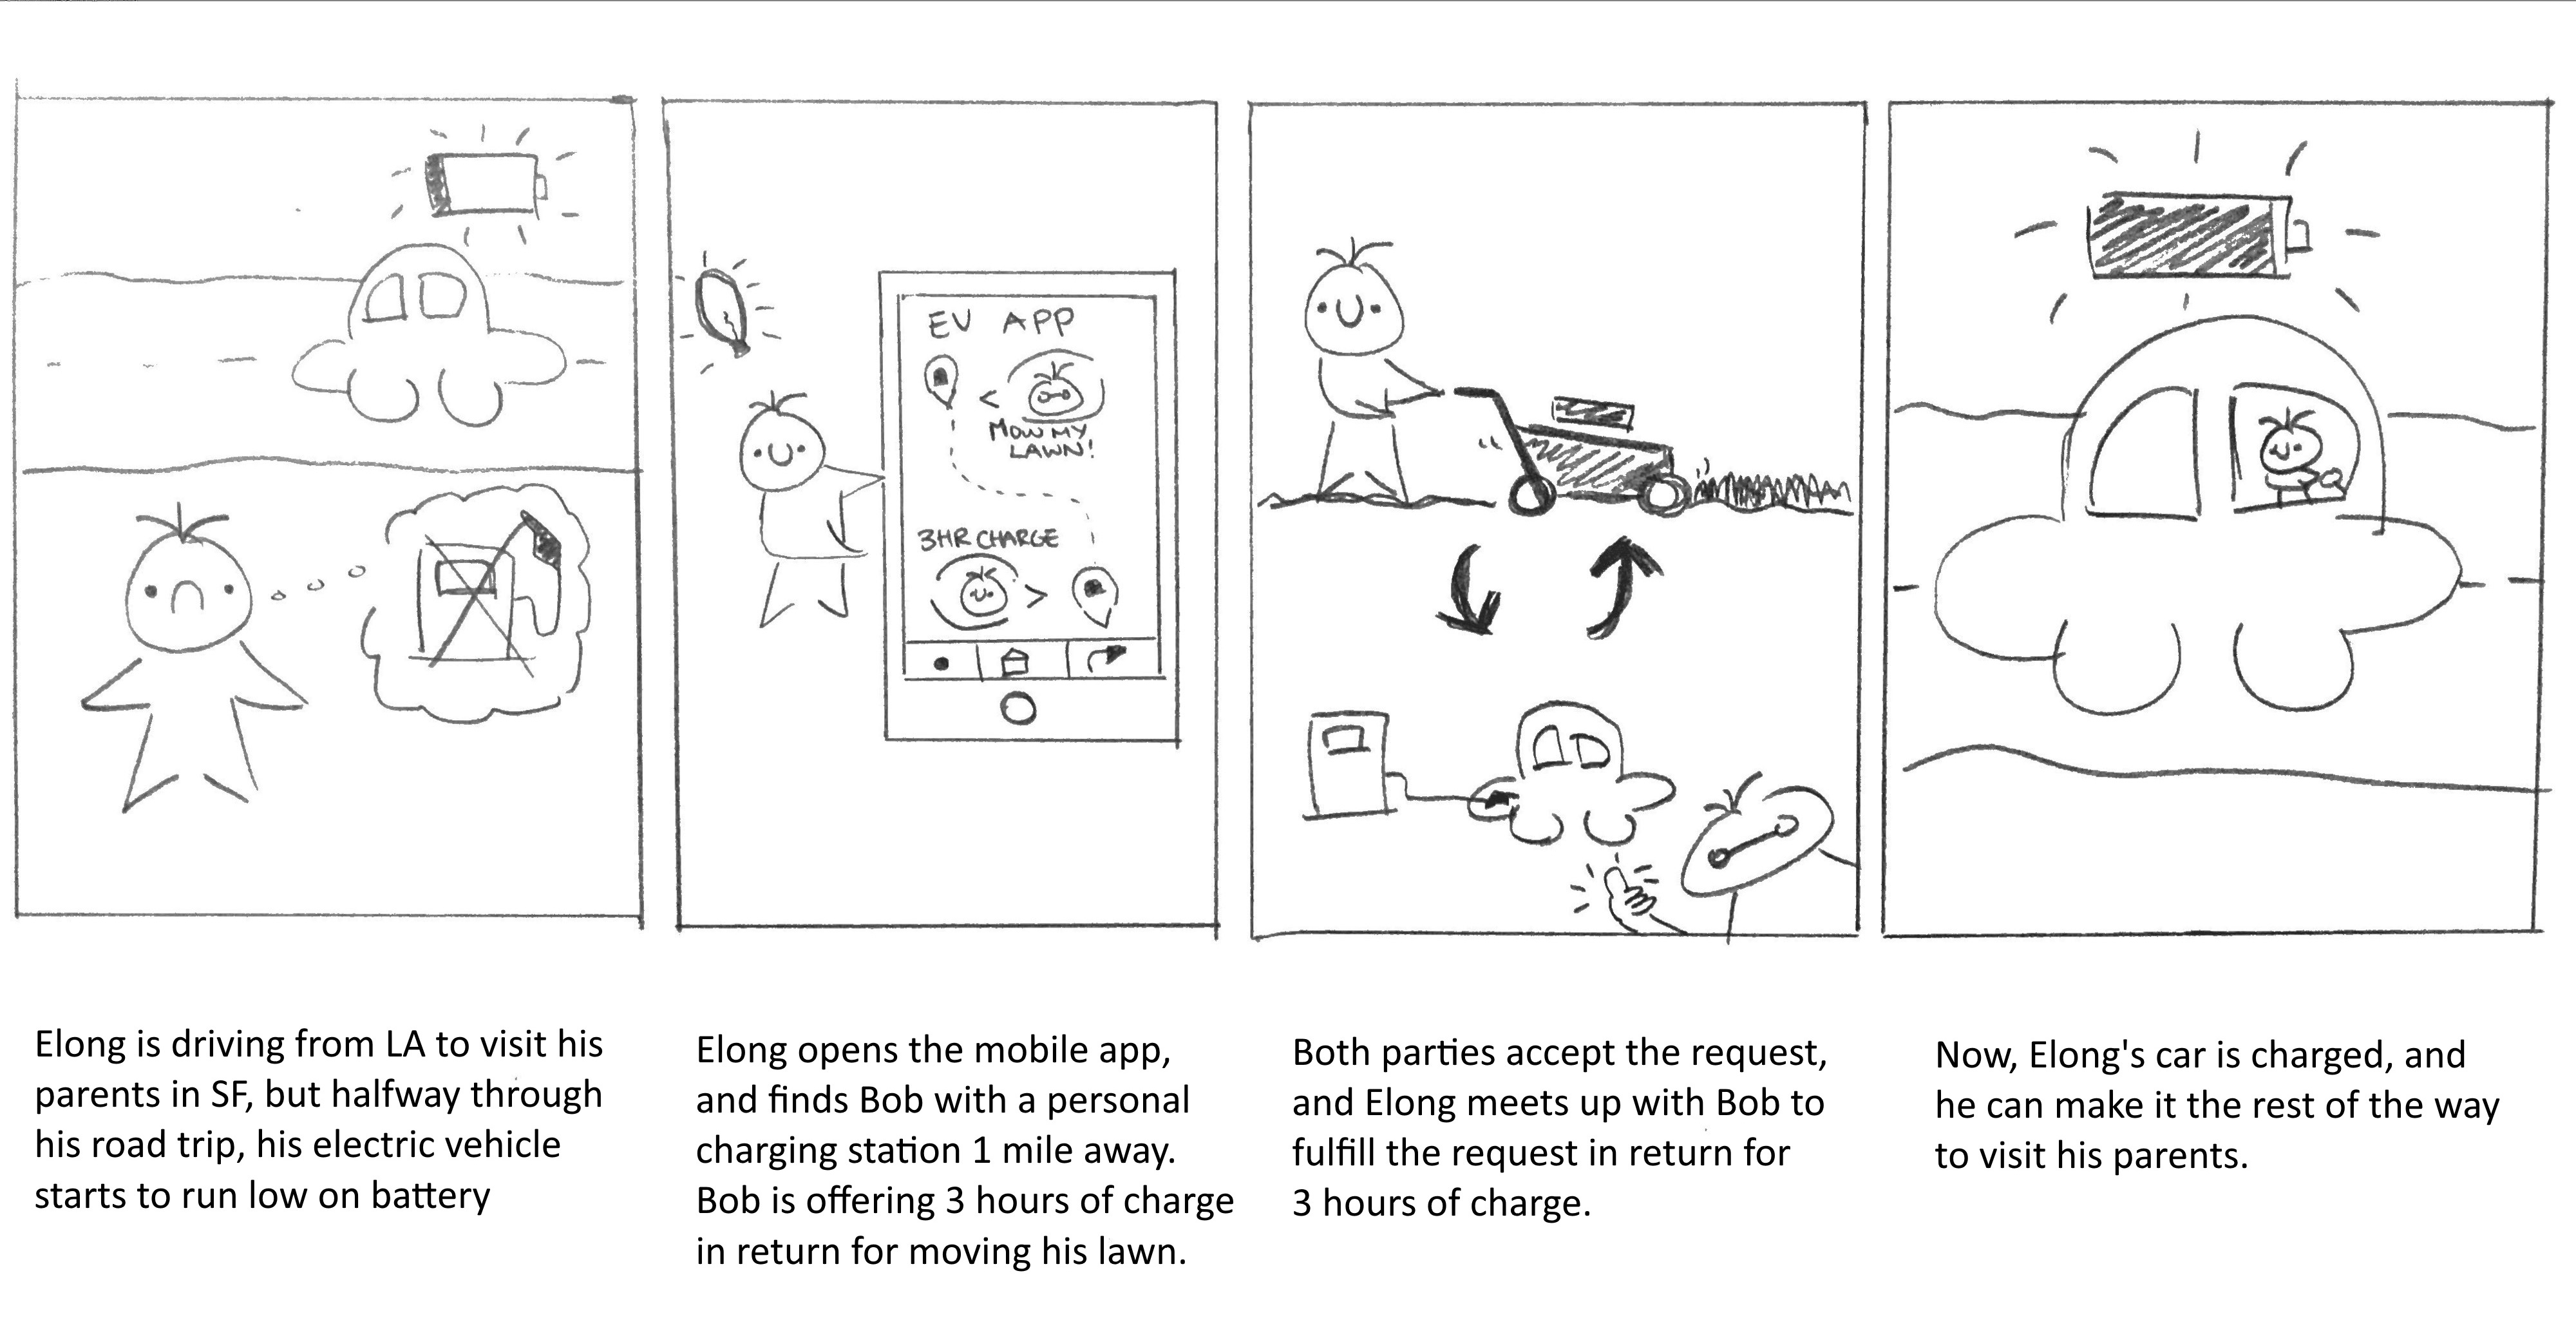 EV APP
<
MOW MY
LAWN!
3HR CHARGE
>
Elong is driving from LA to visit his
parents in SF, but halfway through
his road trip, his electric vehicle
starts to run low on battery
Elong opens the mobile app,
and finds Bob with a personal
charging station 1 mile away.
Bob is offering 3 hours of charge
in return for moving his lawn.
Both parties accept the request,
and Elong meets up with Bob to
fulfill the request in return for
3 hours of charge.
Now, Elong's car is charged, and
he can make it the rest of the way
to visit his parents.